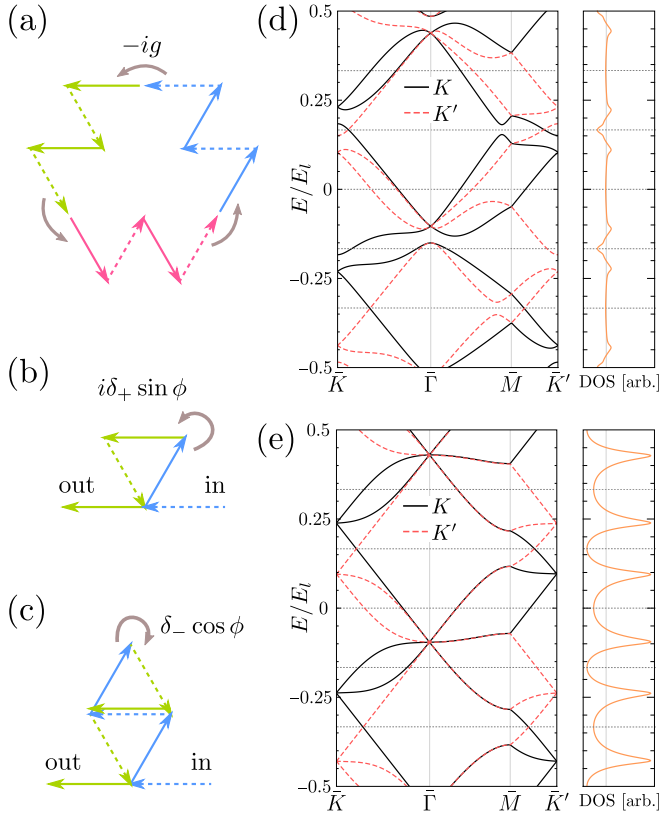 (a)
−ig
(b)
iδ₊ sin ϕ
out
in
(c)
δ₋ cos ϕ
out
in
(d)
E/E_l
0.5
0.25
0
−0.25
−0.5
K
K′
K̄
Γ̄
M̄
K̄′
DOS [arb.]
(e)
E/E_l
0.5
0.25
0
−0.25
−0.5
K
K′
K̄
Γ̄
M̄
K̄′
DOS [arb.]